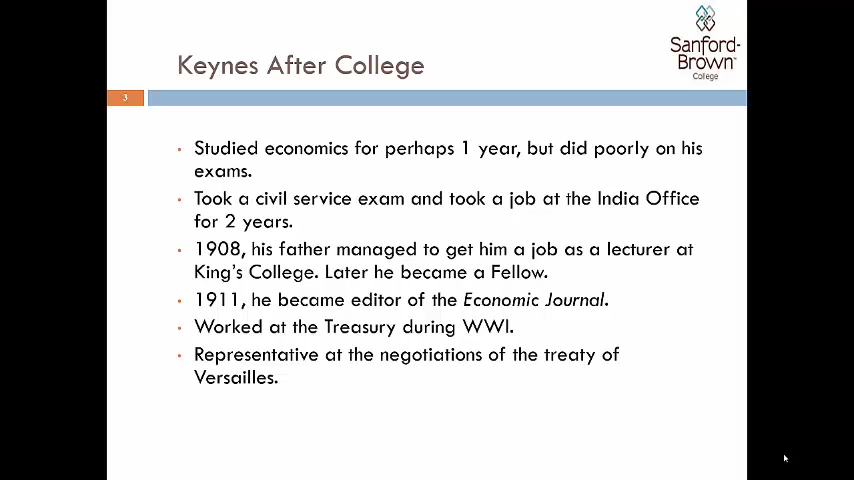 Sanford-
Brown™
College
Keynes After College
3
• Studied economics for perhaps 1 year, but did poorly on his
exams.
• Took a civil service exam and took a job at the India Office
for 2 years.
• 1908, his father managed to get him a job as a lecturer at
King's College. Later he became a Fellow.
• 1911, he became editor of the Economic Journal.
• Worked at the Treasury during WWI.
• Representative at the negotiations of the treaty of
Versailles.